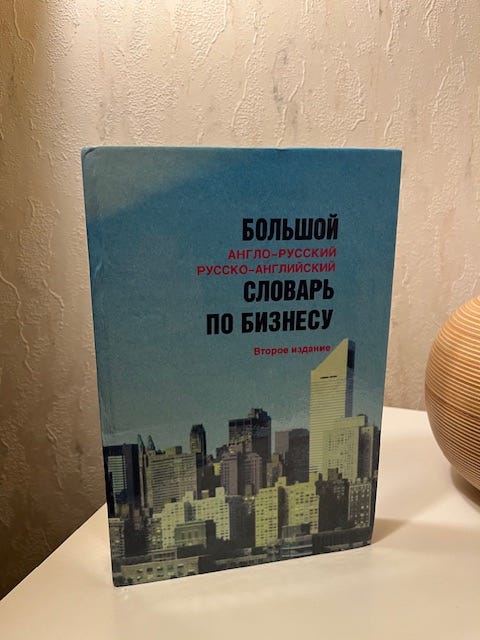 БОЛЬШОЙ
АНГЛО-РУССКИЙ
РУССКО-АНГЛИЙСКИЙ
СЛОВАРЬ
ПО БИЗНЕСУ
Второе издание